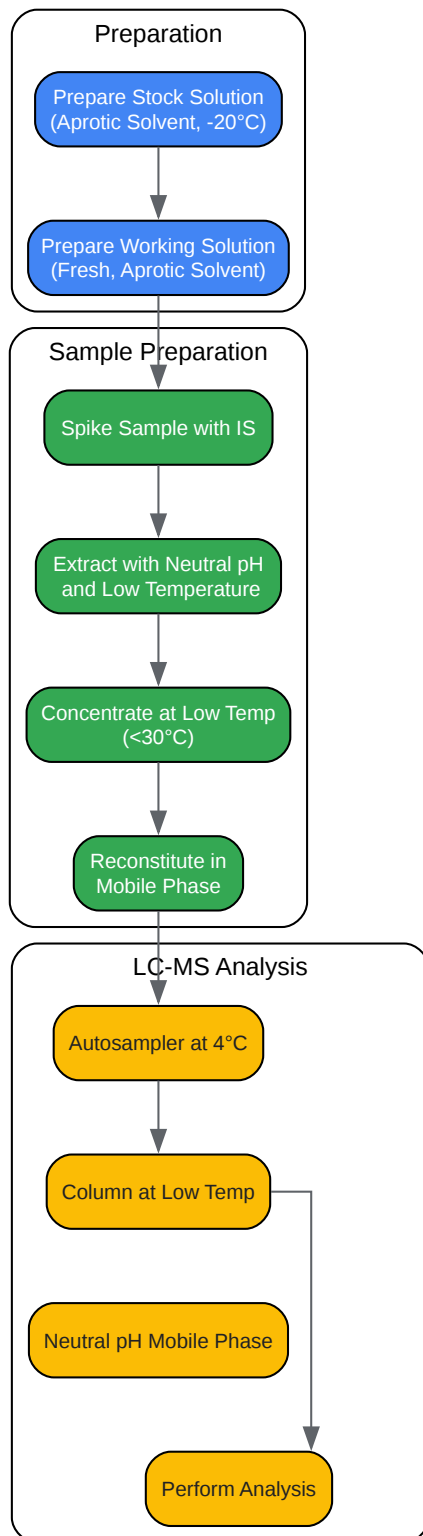 Preparation
Prepare Stock Solution
(Aprotic Solvent, -20°C)
Prepare Working Solution
(Fresh, Aprotic Solvent)
Sample Preparation
Spike Sample with IS
Extract with Neutral pH
and Low Temperature
Concentrate at Low Temp
(<30°C)
Reconstitute in
Mobile Phase
LC-MS Analysis
Autosampler at 4°C
Column at Low Temp
Neutral pH Mobile Phase
Perform Analysis